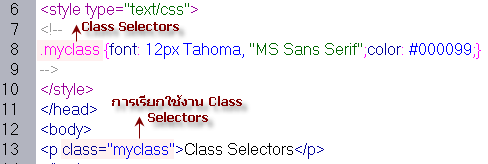 6 <style type="text/css">
7 <!-- Class Selectors
8 .myclass {font: 12px Tahoma, "MS Sans Serif";color: #000099;}
9 -->
10 </style>
11 </head> การเรียกใช้งาน Class
12 <body> Selectors
13 <p class="myclass">Class Selectors</p>